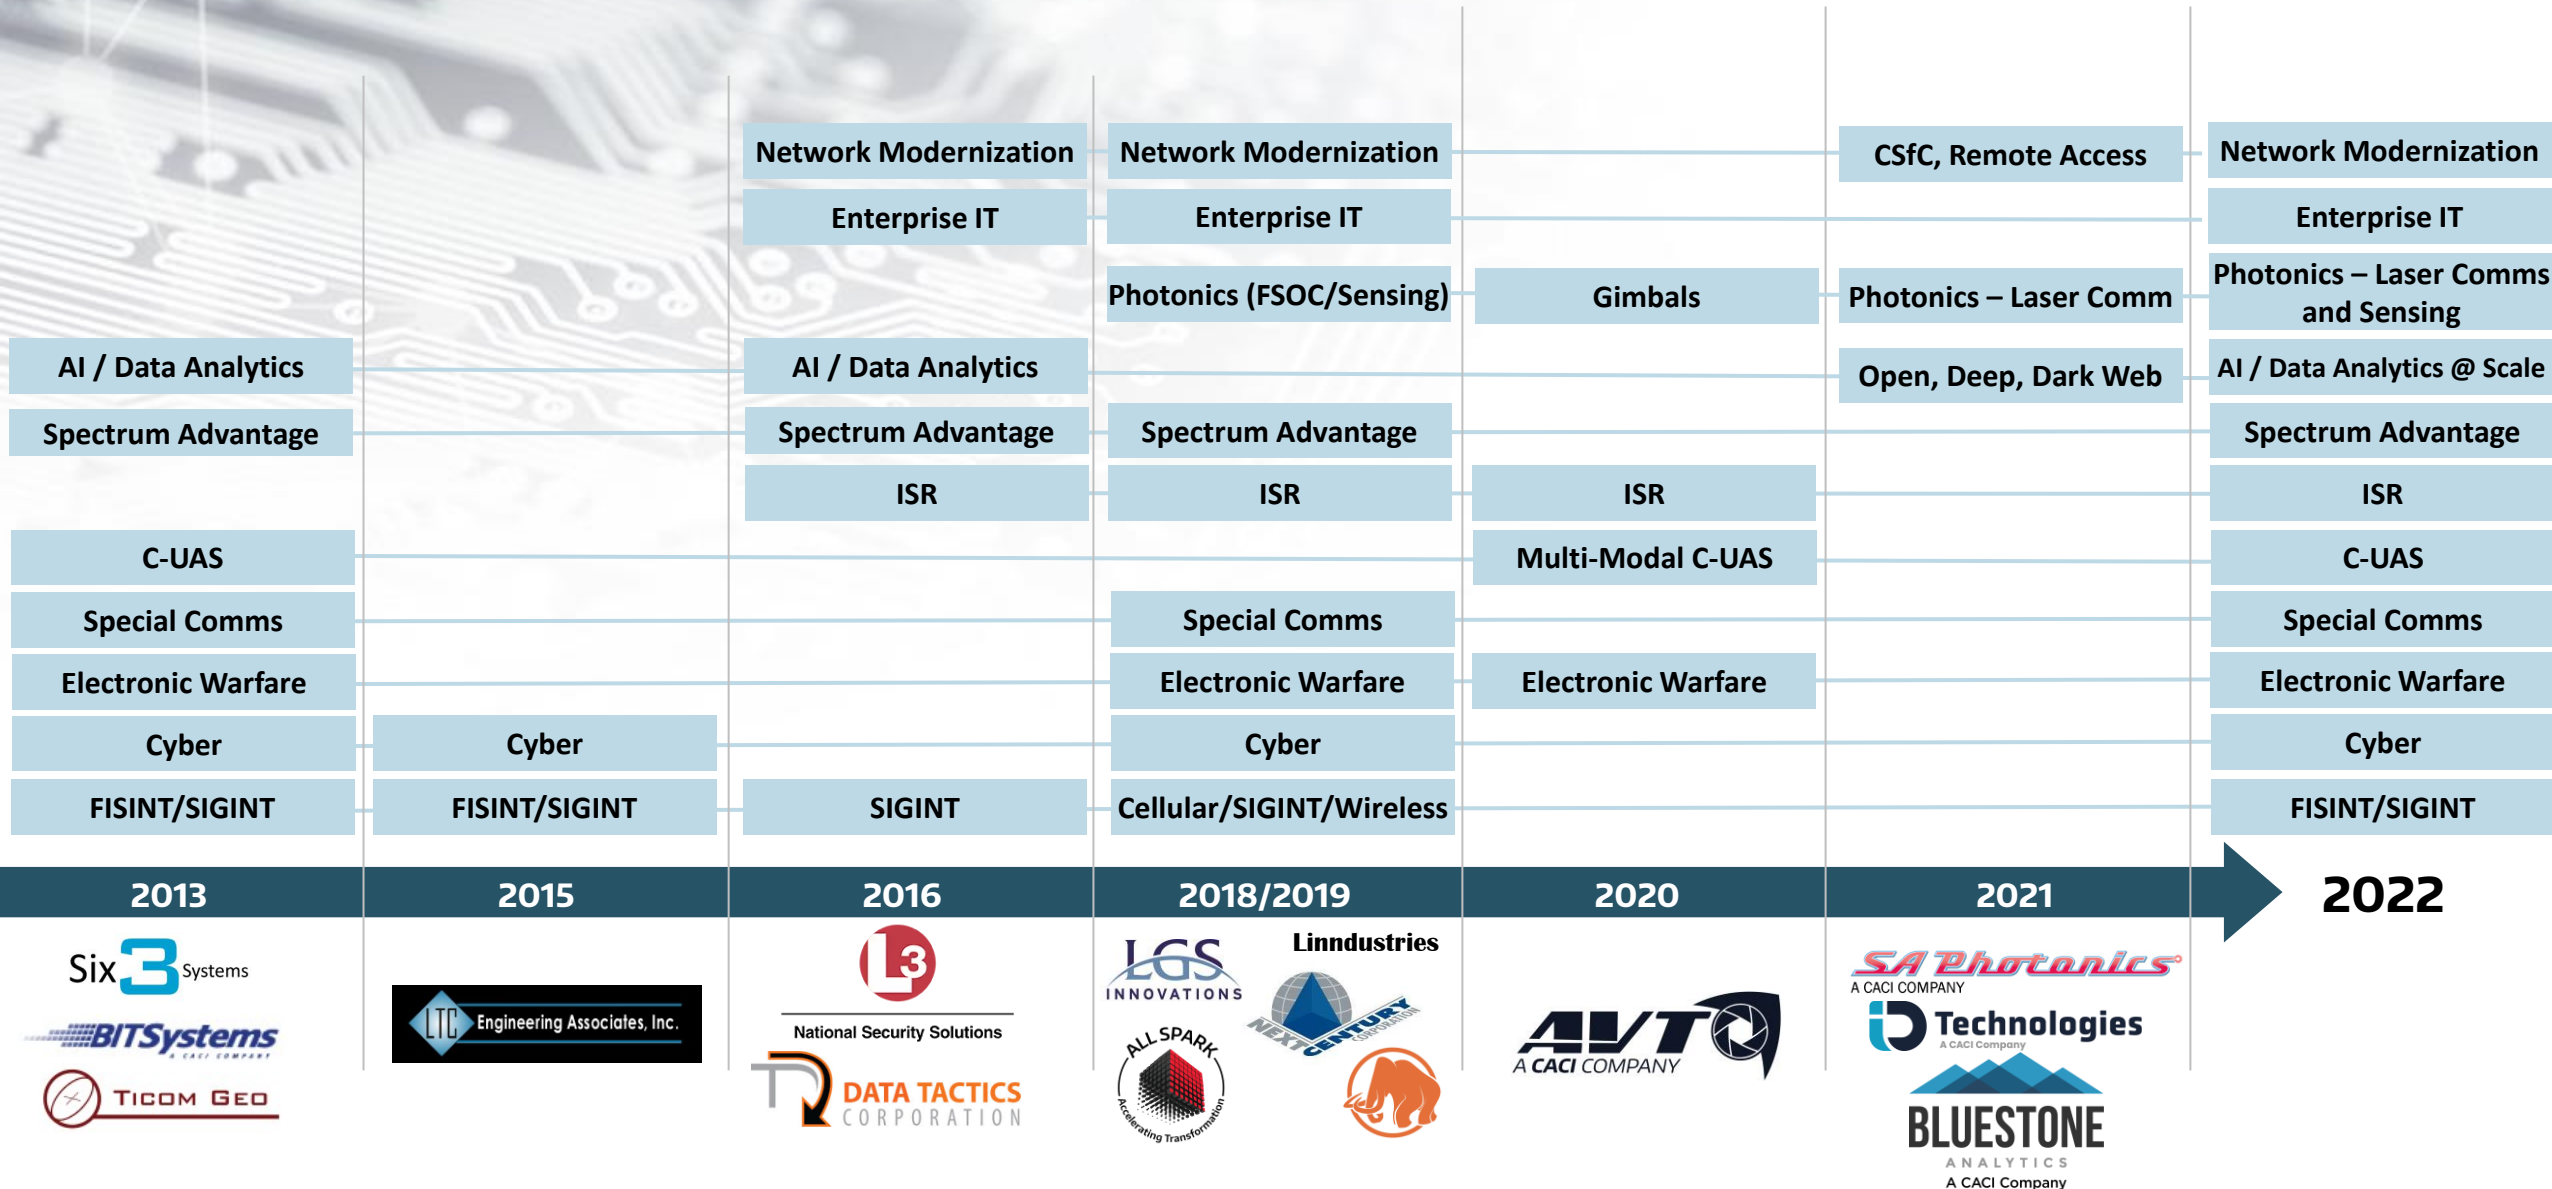 Network Modernization
Network Modernization
CSfC, Remote Access
Network Modernization
Enterprise IT
Enterprise IT
Enterprise IT
Photonics (FSOC/Sensing)
Gimbals
Photonics – Laser Comm
Photonics – Laser Comms
and Sensing
AI / Data Analytics
AI / Data Analytics
Open, Deep, Dark Web
AI / Data Analytics @ Scale
Spectrum Advantage
Spectrum Advantage
Spectrum Advantage
Spectrum Advantage
ISR
ISR
ISR
ISR
C-UAS
Multi-Modal C-UAS
C-UAS
Special Comms
Special Comms
Special Comms
Electronic Warfare
Electronic Warfare
Electronic Warfare
Electronic Warfare
Cyber
Cyber
Cyber
Cyber
FISINT/SIGINT
FISINT/SIGINT
SIGINT
Cellular/SIGINT/Wireless
FISINT/SIGINT
2013
2015
2016
2018/2019
2020
2021
2022
Six3 Systems
BITSystems
A CACI COMPANY
TICOM GEO
LTC Engineering Associates, Inc.
L3
National Security Solutions
DATA TACTICS
CORPORATION
LGS
INNOVATIONS
Linndustries
NEXT CENTURY
CORPORATION
ALL SPARK
Accelerating Transformation
AVT
A CACI COMPANY
SA Photonics
A CACI COMPANY
iD Technologies
A CACI Company
BLUESTONE
ANALYTICS
A CACI Company